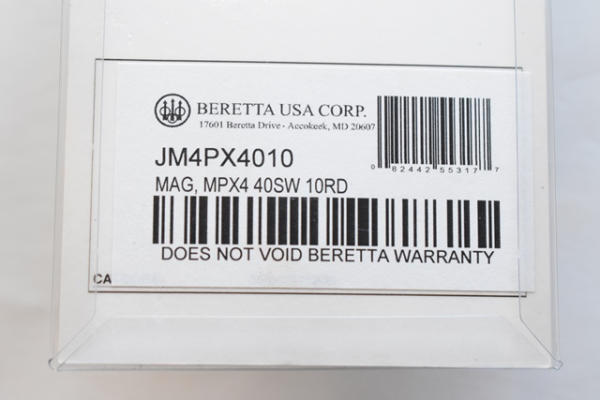 BERETTA USA CORP.
17601 Beretta Drive - Accokeek, MD 20607
0 82442 55317 7
JM4PX4010
MAG, MPX4 40SW 10RD
DOES NOT VOID BERETTA WARRANTY
CA